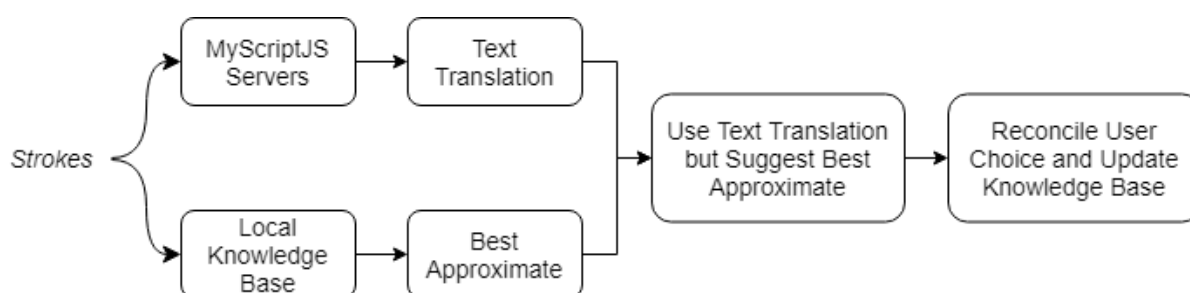 MyScriptJS
Servers
Text
Translation
Strokes
Use Text Translation
but Suggest Best
Approximate
Reconcile User
Choice and Update
Knowledge Base
Local
Knowledge
Base
Best
Approximate